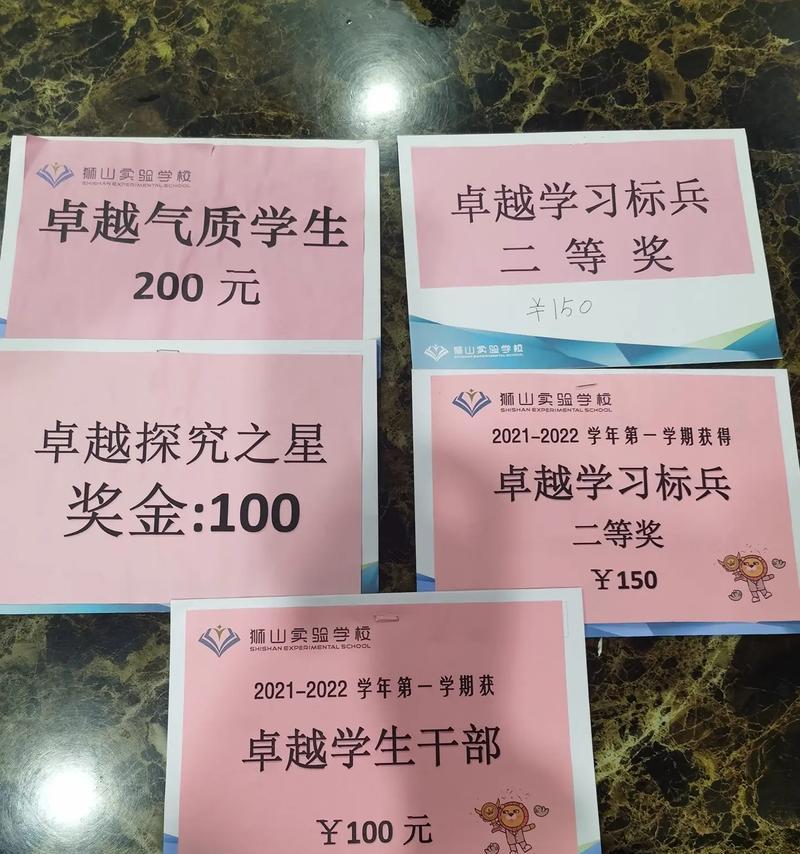 狮山实验学校
SHISHAN EXPERIMENTAL SCHOOL
卓越气质学生
200 元
卓越学习标兵
二 等 奖
¥150
狮山实验学校
SHISHAN EXPERIMENTAL SCHOOL
卓越探究之星
奖金:100
狮山实验学校
SHISHAN EXPERIMENTAL SCHOOL
2021-2022 学年第一学期获得
卓越学习标兵
二等奖
￥150
狮山实验学校
SHISHAN EXPERIMENTAL SCHOOL
2021-2022 学年第一学期获
卓越学生干部
￥100 元